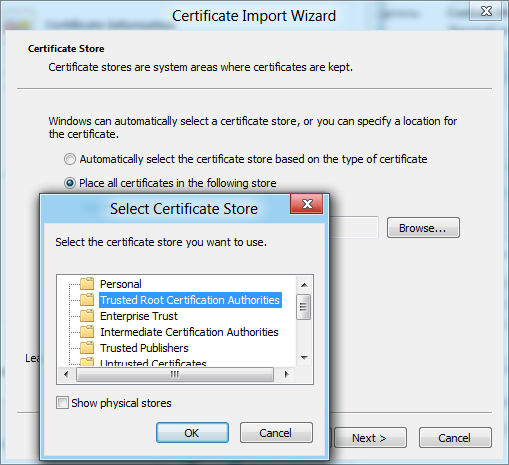 Certificate Import Wizard
Certificate Store
Certificate stores are system areas where certificates are kept.
Windows can automatically select a certificate store, or you can specify a location for
the certificate.
Automatically select the certificate store based on the type of certificate
Place all certificates in the following store
Browse...
Select Certificate Store
Select the certificate store you want to use.
Personal
Trusted Root Certification Authorities
Enterprise Trust
Intermediate Certification Authorities
Trusted Publishers
Untrusted Certificates
Show physical stores
OK
Cancel
Lea
Next >
Cancel